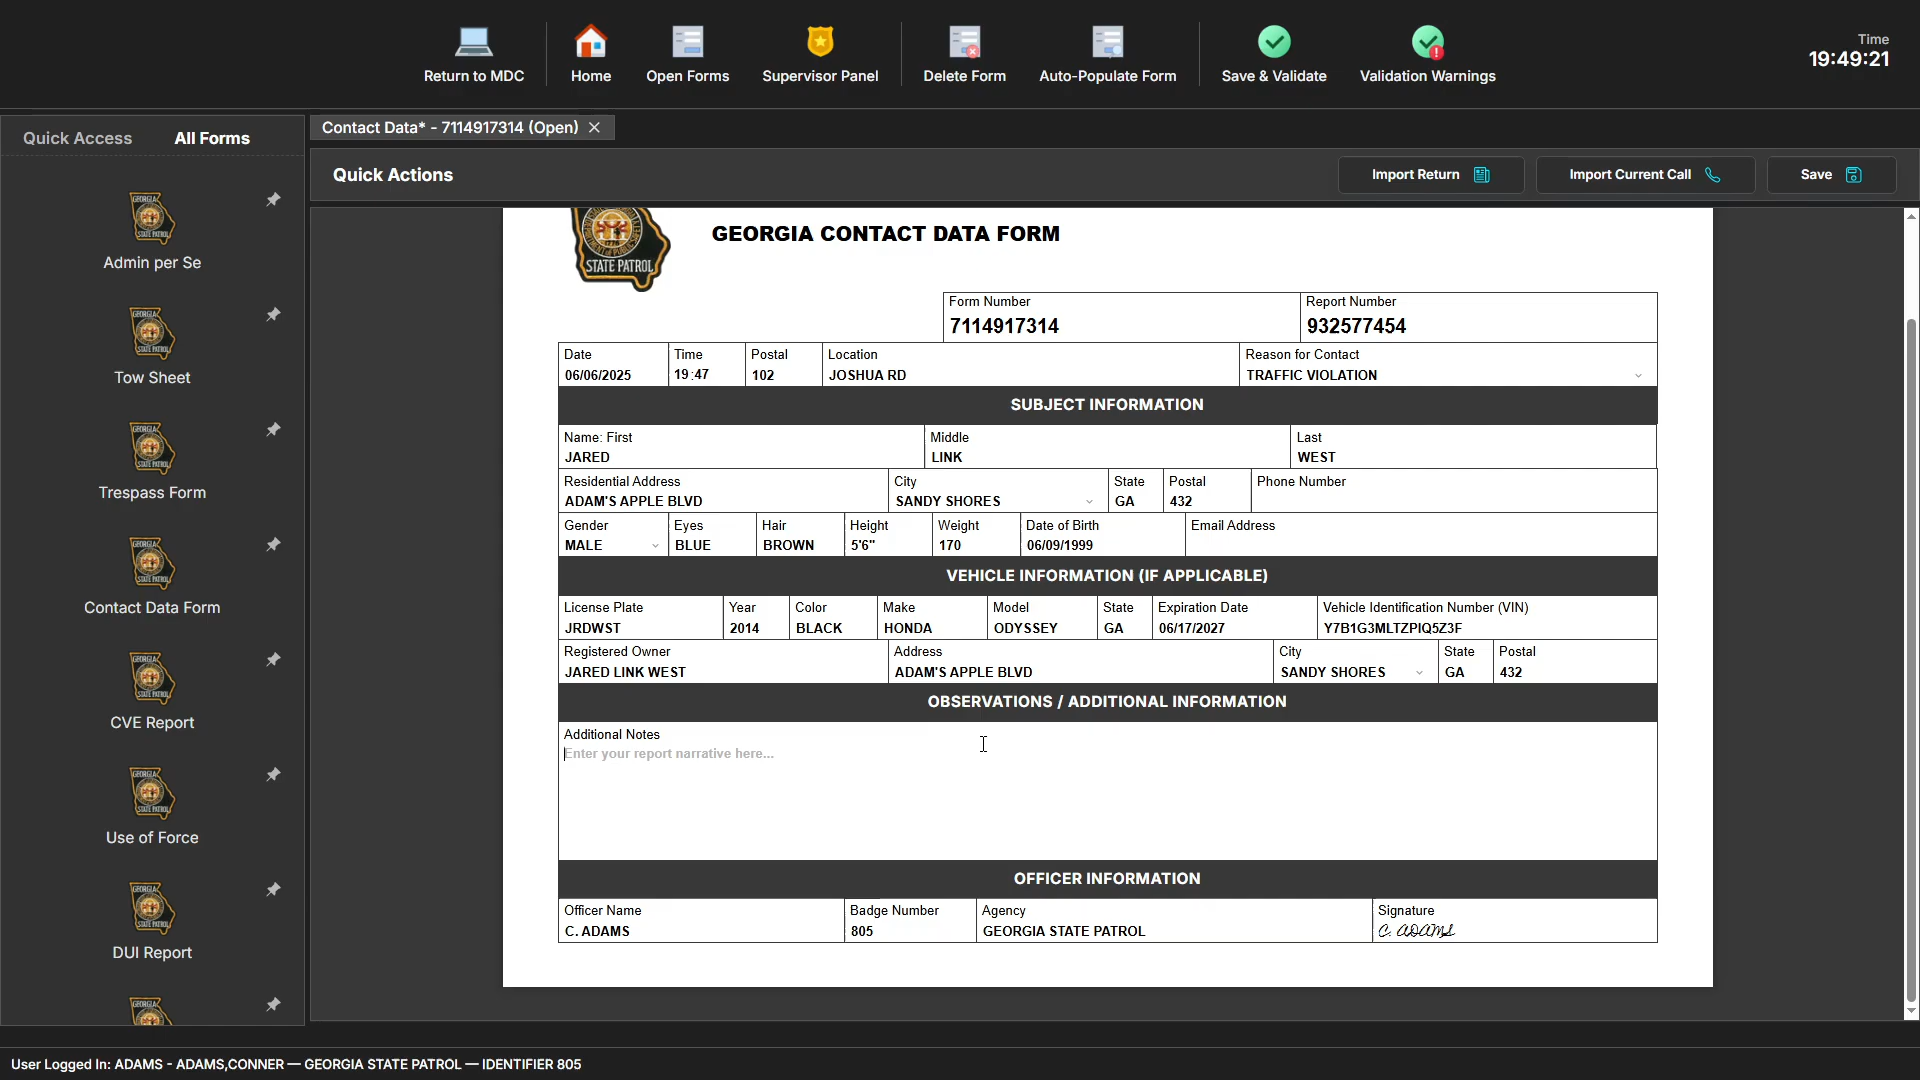 Return to MDC
Home
Open Forms
Supervisor Panel
Delete Form
Auto-Populate Form
Save & Validate
Validation Warnings
Time
19:49:21
Quick Access
All Forms
Contact Data* - 7114917314 (Open)
Quick Actions
Import Return
Import Current Call
Save
Admin per Se
Tow Sheet
Trespass Form
Contact Data Form
CVE Report
Use of Force
DUI Report
GEORGIA
STATE PATROL
GEORGIA CONTACT DATA FORM
Form Number
7114917314
Report Number
932577454
Date
06/06/2025
Time
19:47
Postal
102
Location
JOSHUA RD
Reason for Contact
TRAFFIC VIOLATION
SUBJECT INFORMATION
Name: First
JARED
Middle
LINK
Last
WEST
Residential Address
ADAM'S APPLE BLVD
City
SANDY SHORES
State
GA
Postal
432
Phone Number
Gender
MALE
Eyes
BLUE
Hair
BROWN
Height
5'6"
Weight
170
Date of Birth
06/09/1999
Email Address
VEHICLE INFORMATION (IF APPLICABLE)
License Plate
JRDWST
Year
2014
Color
BLACK
Make
HONDA
Model
ODYSSEY
State
GA
Expiration Date
06/17/2027
Vehicle Identification Number (VIN)
Y7B1G3MLTZPIQ5Z3F
Registered Owner
JARED LINK WEST
Address
ADAM'S APPLE BLVD
City
SANDY SHORES
State
GA
Postal
432
OBSERVATIONS / ADDITIONAL INFORMATION
Additional Notes
Enter your report narrative here...
OFFICER INFORMATION
Officer Name
C. ADAMS
Badge Number
805
Agency
GEORGIA STATE PATROL
Signature
C. ADAMS
User Logged In: ADAMS - ADAMS,CONNER — GEORGIA STATE PATROL — IDENTIFIER 805